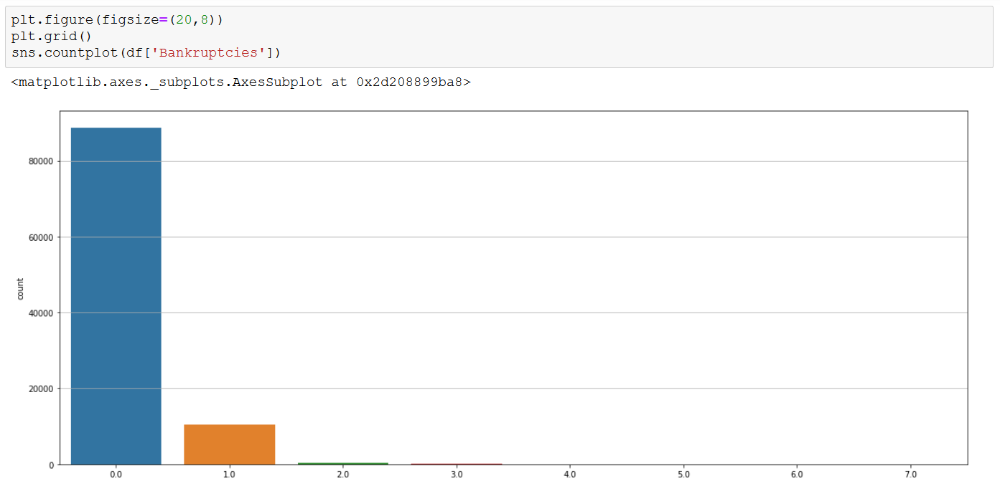 plt.figure(figsize=(20,8))
plt.grid()
sns.countplot(df['Bankruptcies'])
<matplotlib.axes._subplots.AxesSubplot at 0x2d208899ba8>
80000
60000
40000
20000
0
count
0.0 1.0 2.0 3.0 4.0 5.0 6.0 7.0